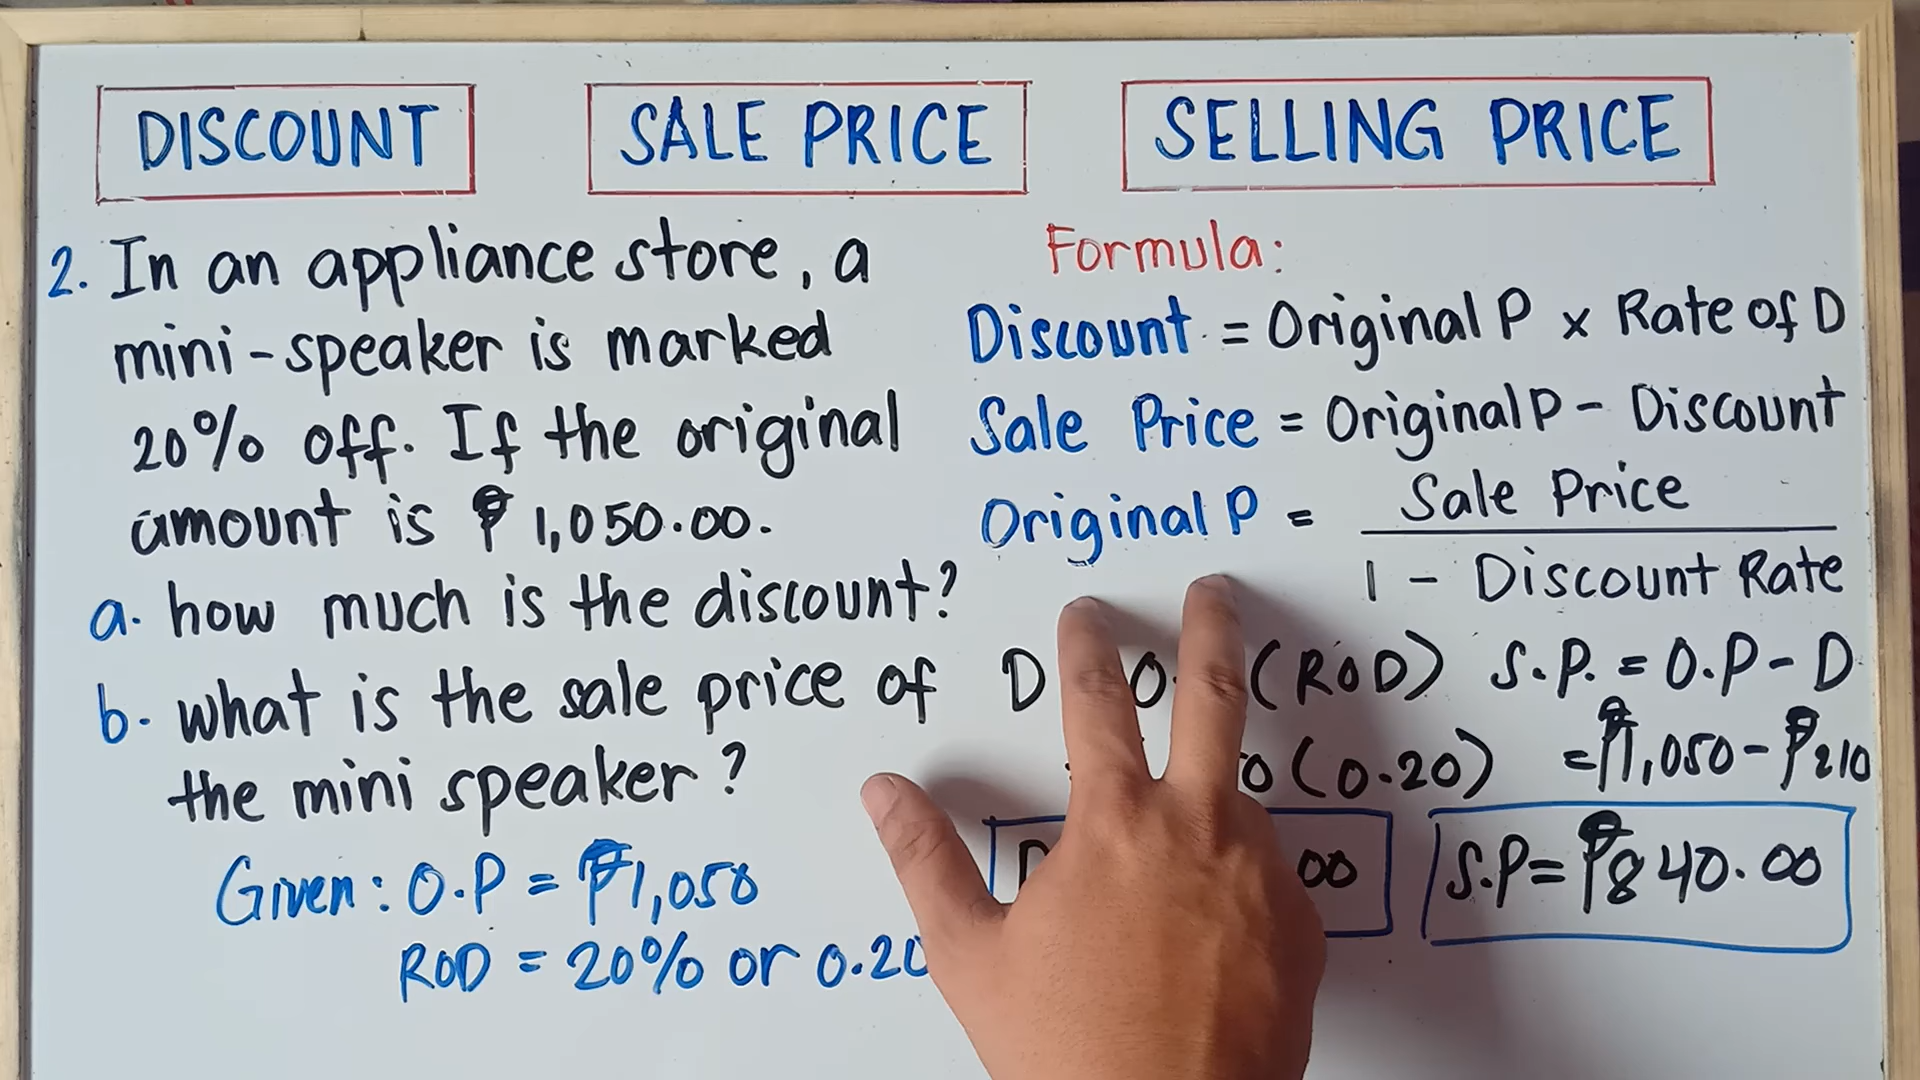 DISCOUNT
SALE PRICE
SELLING PRICE
2. In an appliance store, a
mini-speaker is marked
20% off. If the original
amount is ₱1,050.00.
a. how much is the discount?
b. what is the sale price of
the mini speaker?
Given: O.P = ₱1,050
ROD = 20% or 0.20
Formula:
Discount = Original P x Rate of D
Sale Price = Original P - Discount
Original P = Sale Price
1 - Discount Rate
D O. (ROD)
0 (0.20)
00
S.P. = O.P - D
= ₱1,050 - ₱210
S.P = ₱840.00